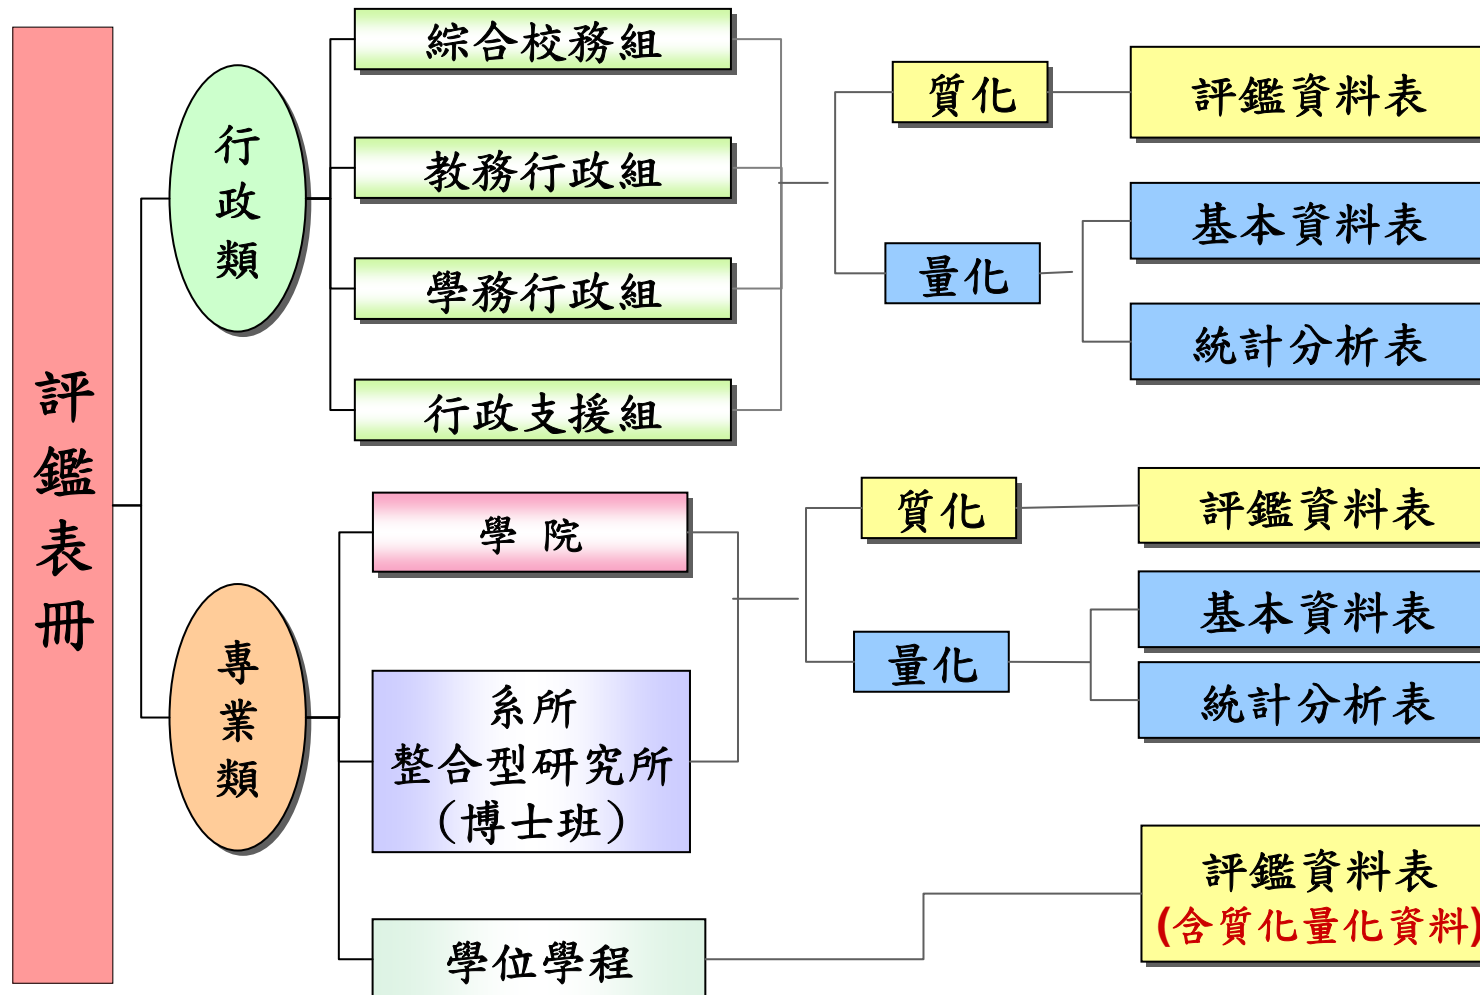 評鑑表冊
行政類
綜合校務組
教務行政組
學務行政組
行政支援組
質化
評鑑資料表
量化
基本資料表
統計分析表
專業類
學 院
系所
整合型研究所
（博士班）
學位學程
質化
評鑑資料表
量化
基本資料表
統計分析表
評鑑資料表
(含質化量化資料)